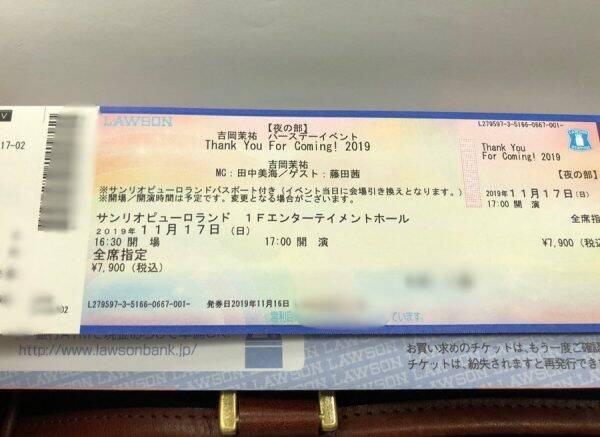 V
17-02
LAWSON
【夜の部】
吉岡茉祐 バースデーイベント
Thank You For Coming! 2019
吉岡茉祐
MC:田中美海/ゲスト:藤田茜
※サンリオピューロランドパスポート付き(イベント当日に会場引き換えとなります。)
※開場/開演時間は予定です。変更となる場合がございます。
サンリオピューロランド 1Fエンターテイメントホール
2019年11月17日(日)
16:30 開 場 17:00 開 演
全席指定
¥7,900(税込)
L279597-3-5166-0667-001- 発券日2019年11月16日
ています。
L279597-3-5166-0667-001-
LAWSON
Thank You
For Coming! 2019
【夜の部】
2019年11月17日(日)
17:00 開 演
全席指
¥7,900(税込
02
http://www.lawsonbank.jp/
LAWSON LAWSON LAWSON
お買い求めのチケットは、もう一度ご確認
チケットは、紛失されますと再発行でき